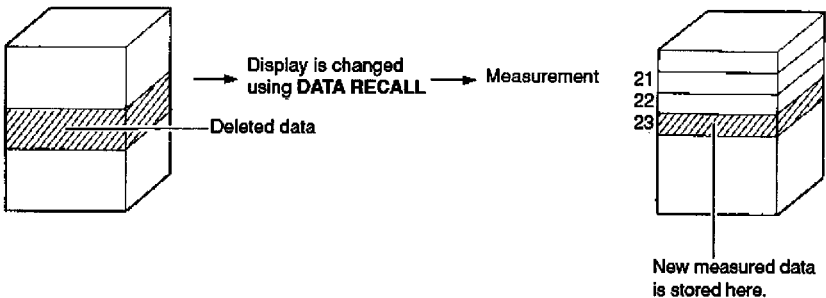 Display is changed
using DATA RECALL
Measurement
Deleted data
21
22
23
New measured data
is stored here.